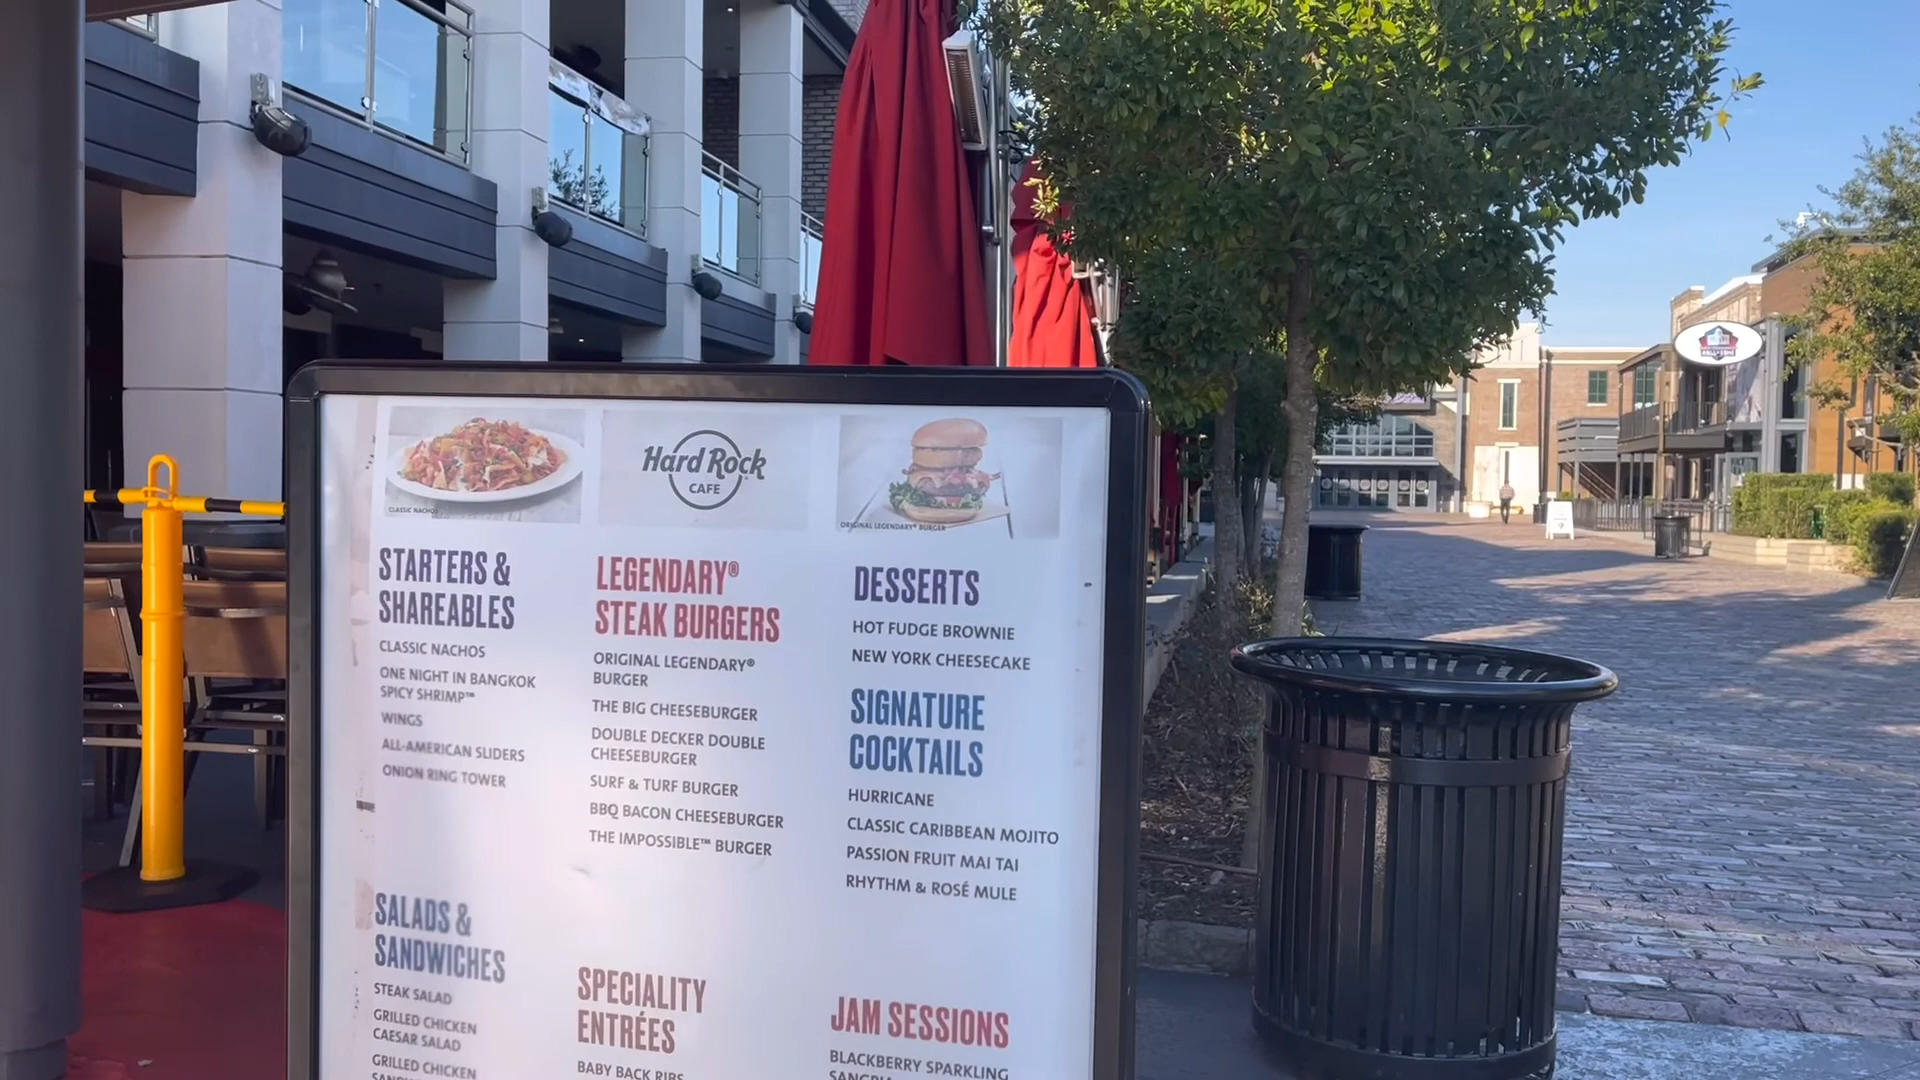 CLASSIC NACHOS
Hard Rock
CAFE
ORIGINAL LEGENDARY® BURGER
STARTERS &
SHAREABLES
CLASSIC NACHOS
ONE NIGHT IN BANGKOK
SPICY SHRIMP™
WINGS
ALL-AMERICAN SLIDERS
ONION RING TOWER
SALADS &
SANDWICHES
STEAK SALAD
GRILLED CHICKEN
CAESAR SALAD
GRILLED CHICKEN
LEGENDARY®
STEAK BURGERS
ORIGINAL LEGENDARY®
BURGER
THE BIG CHEESEBURGER
DOUBLE DECKER DOUBLE
CHEESEBURGER
SURF & TURF BURGER
BBQ BACON CHEESEBURGER
THE IMPOSSIBLE™ BURGER
SPECIALITY
ENTRÉES
BABY BACK RIBS
DESSERTS
HOT FUDGE BROWNIE
NEW YORK CHEESECAKE
SIGNATURE
COCKTAILS
HURRICANE
CLASSIC CARIBBEAN MOJITO
PASSION FRUIT MAI TAI
RHYTHM & ROSÉ MULE
JAM SESSIONS
BLACKBERRY SPARKLING
SANGRIA